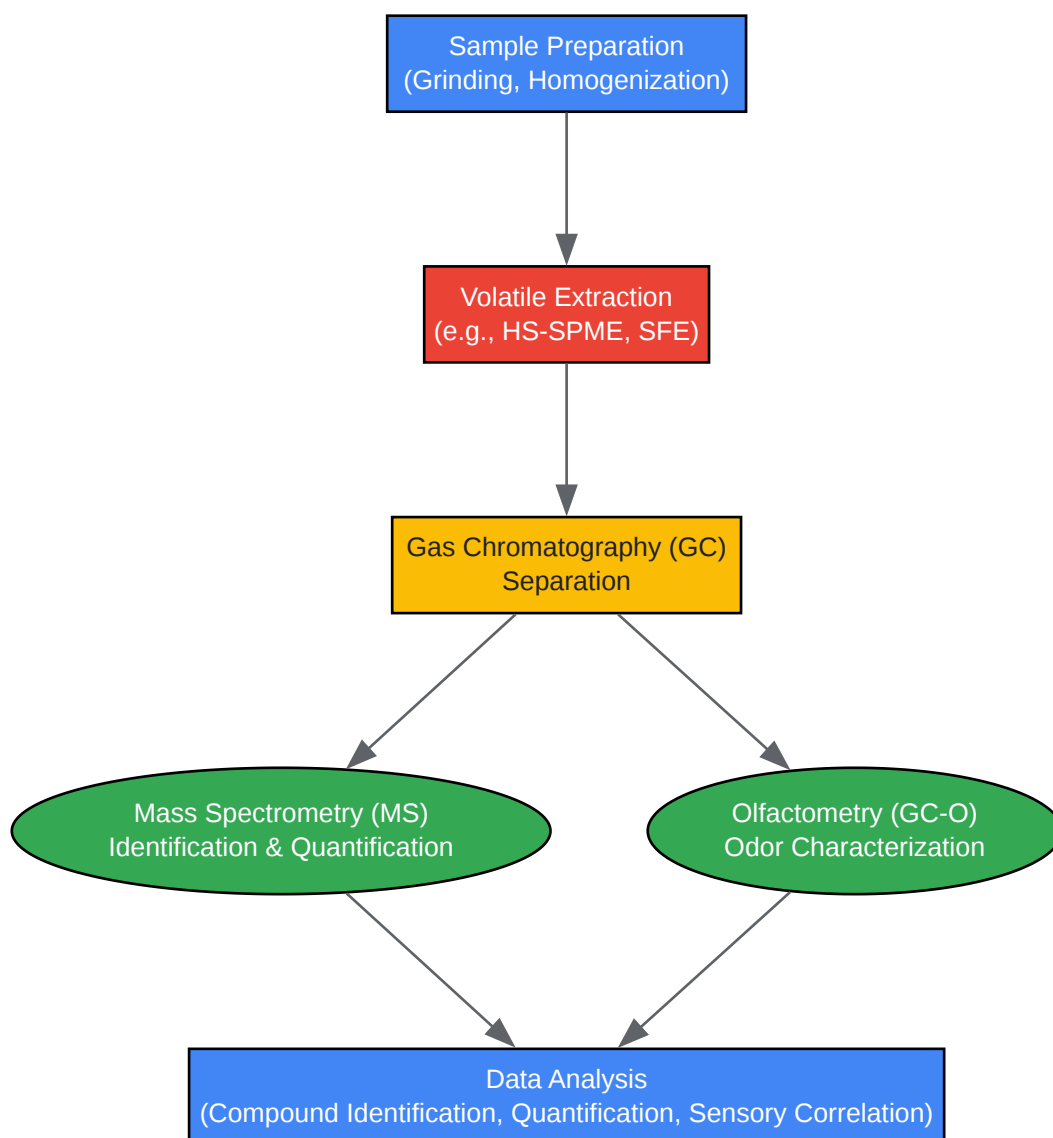 Sample Preparation
(Grinding, Homogenization)
Volatile Extraction
(e.g., HS-SPME, SFE)
Gas Chromatography (GC)
Separation
Mass Spectrometry (MS)
Identification & Quantification
Olfactometry (GC-O)
Odor Characterization
Data Analysis
(Compound Identification, Quantification, Sensory Correlation)